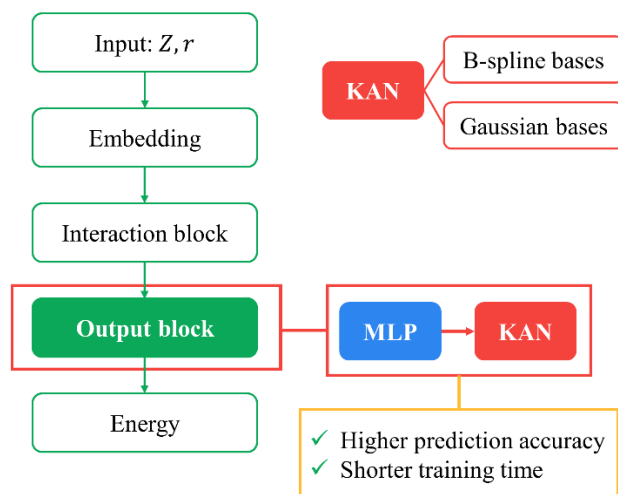 Input: Z, r
Embedding
Interaction block
Output block
Energy
KAN
B-spline bases
Gaussian bases
MLP
KAN
✓ Higher prediction accuracy
✓ Shorter training time